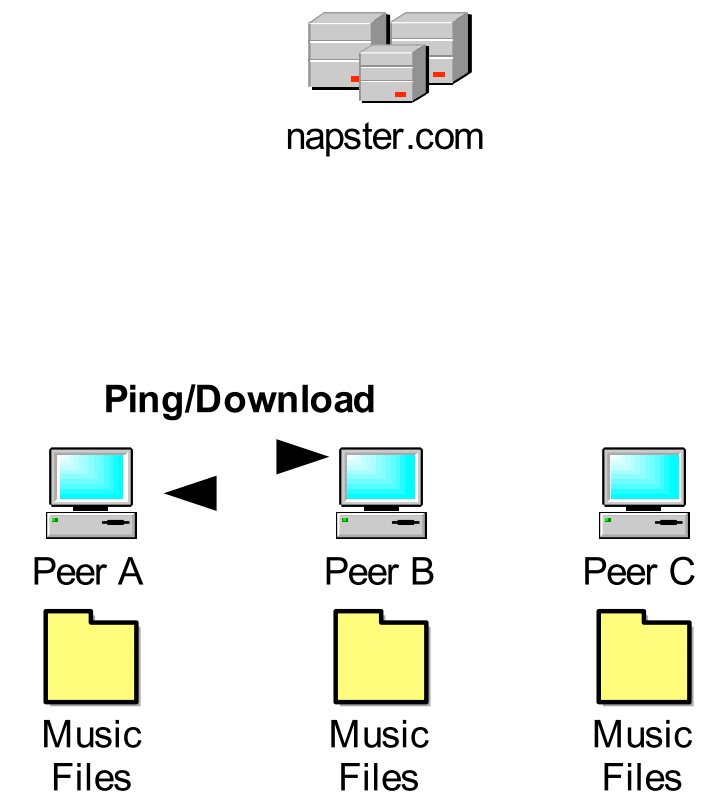 napster.com
Ping/Download
Peer A
Peer B
Peer C
Music
Files
Music
Files
Music
Files